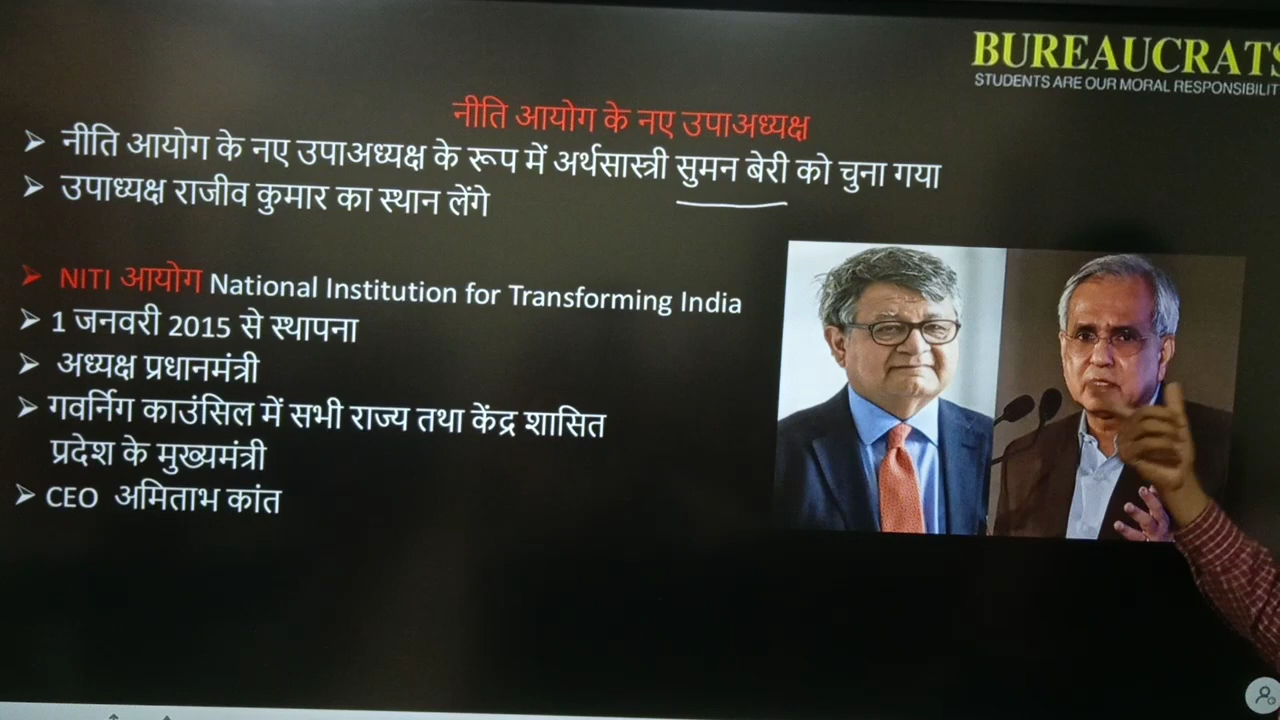 BUREAUCRATS
STUDENTS ARE OUR MORAL RESPONSIBILIT
नीति आयोग के नए उपाअध्यक्ष
➢ नीति आयोग के नए उपाअध्यक्ष के रूप में अर्थसास्त्री सुमन बेरी को चुना गया
➢ उपाध्यक्ष राजीव कुमार का स्थान लेंगे
➢ NITI आयोग National Institution for Transforming India
➢ 1 जनवरी 2015 से स्थापना
➢ अध्यक्ष प्रधानमंत्री
➢ गवर्निग काउंसिल में सभी राज्य तथा केंद्र शासित
प्रदेश के मुख्यमंत्री
➢ CEO अमिताभ कांत